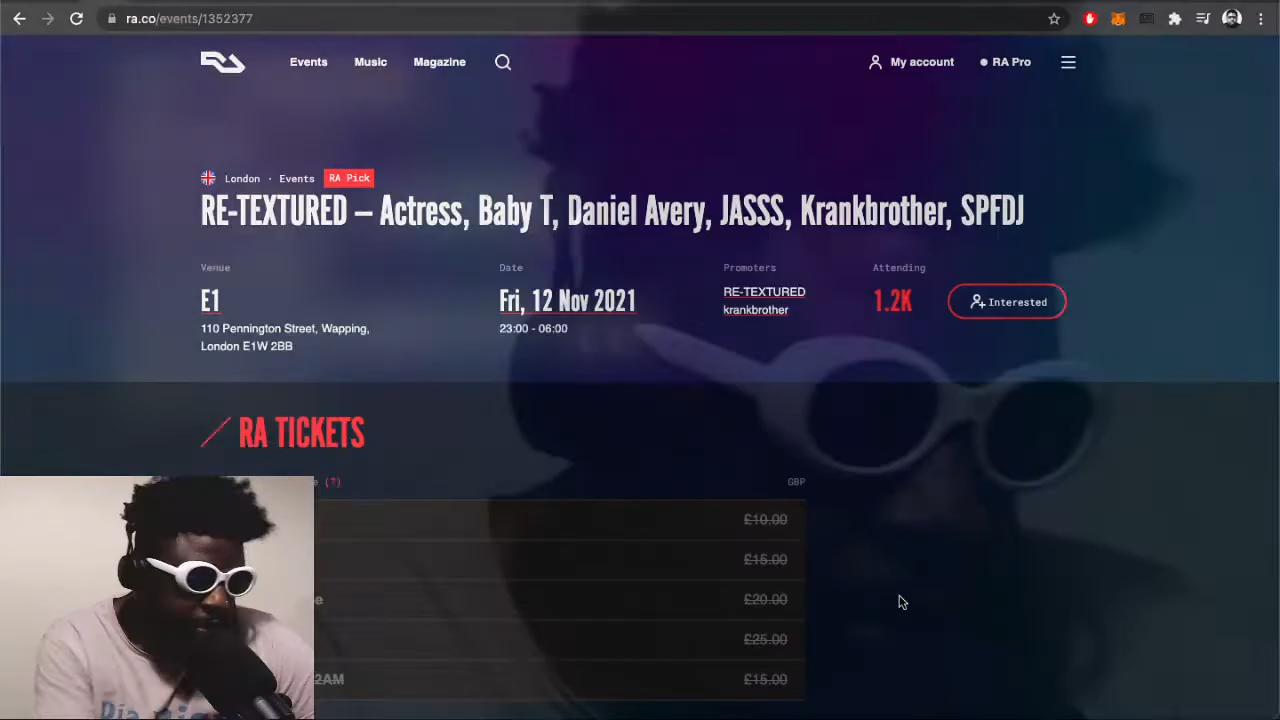 ra.co/events/1352377
Events Music Magazine My account RA Pro
London · Events RA Pick
RE-TEXTURED – Actress, Baby T, Daniel Avery, JASSS, Krankbrother, SPFDJ
Venue Date Promoters Attending
E1 Fri, 12 Nov 2021 RE-TEXTURED 1.2K Interested
krankbrother
110 Pennington Street, Wapping, 23:00 - 06:00
London E1W 2BB
RA TICKETS
(?) GBP
£10.00
£15.00
£20.00
£25.00
2AM £15.00